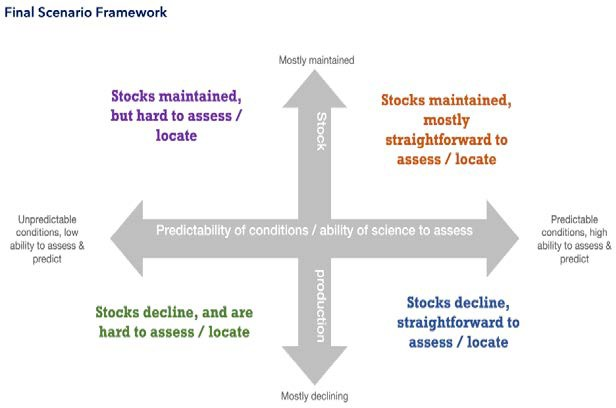 Final Scenario Framework
Mostly maintained
Stocks maintained,
but hard to assess /
locate
Stocks maintained,
mostly
straightforward to
assess / locate
Stock
Unpredictable
conditions, low
ability to assess &
predict
Predictability of conditions / ability of science to assess
Predictable
conditions, high
ability to assess &
predict
production
Stocks decline, and are
hard to assess / locate
Stocks decline,
straightforward to
assess / locate
Mostly declining